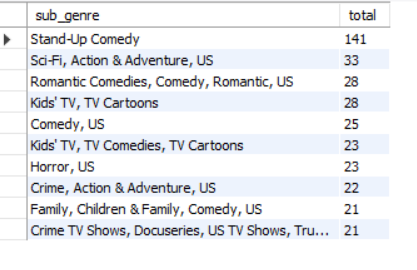 sub_genre total
Stand-Up Comedy 141
Sci-Fi, Action & Adventure, US 33
Romantic Comedies, Comedy, Romantic, US 28
Kids' TV, TV Cartoons 28
Comedy, US 25
Kids' TV, TV Comedies, TV Cartoons 23
Horror, US 23
Crime, Action & Adventure, US 22
Family, Children & Family, Comedy, US 21
Crime TV Shows, Docuseries, US TV Shows, Tru... 21